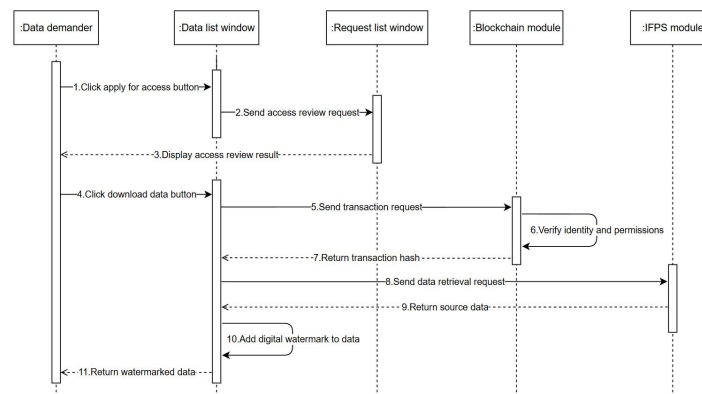 :Data demander
:Data list window
:Request list window
:Blockchain module
:IFPS module
1.Click apply for access button
2.Send access review request
3.Display access review result
4.Click download data button
5.Send transaction request
6.Verify identity and permissions
7.Return transaction hash
8.Send data retrieval request
9.Return source data
10.Add digital watermark to data
11.Return watermarked data